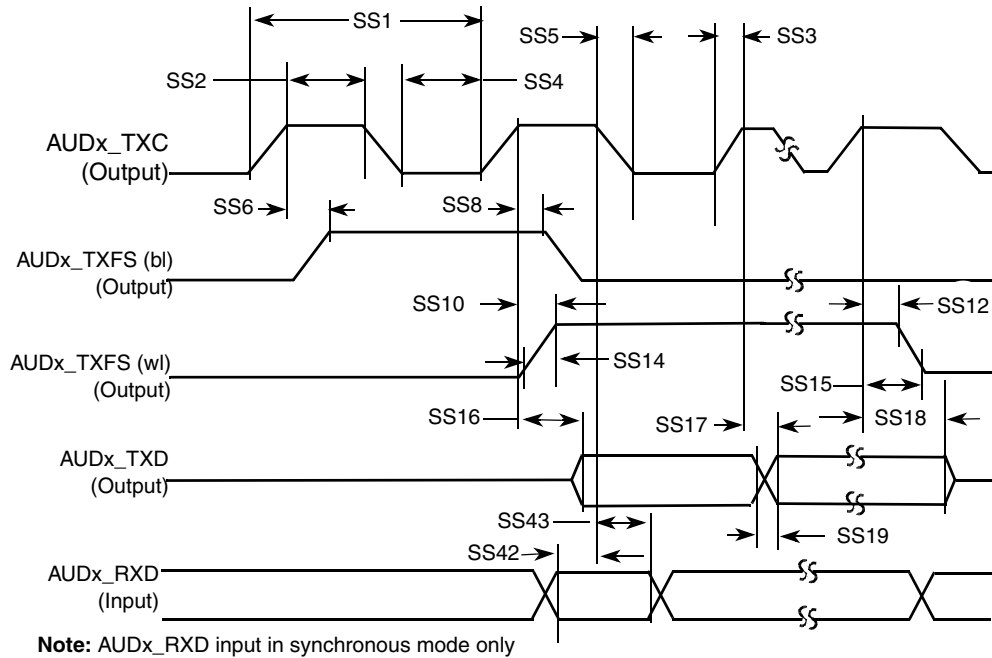 SS1
SS5
SS3
SS2
SS4
AUDx_TXC
(Output)
SS6
SS8
AUDx_TXFS (bl)
(Output)
SS10
SS12
AUDx_TXFS (wl)
(Output)
SS14
SS15
SS16
SS17
SS18
AUDx_TXD
(Output)
SS43
SS19
SS42
AUDx_RXD
(Input)
Note: AUDx_RXD input in synchronous mode only